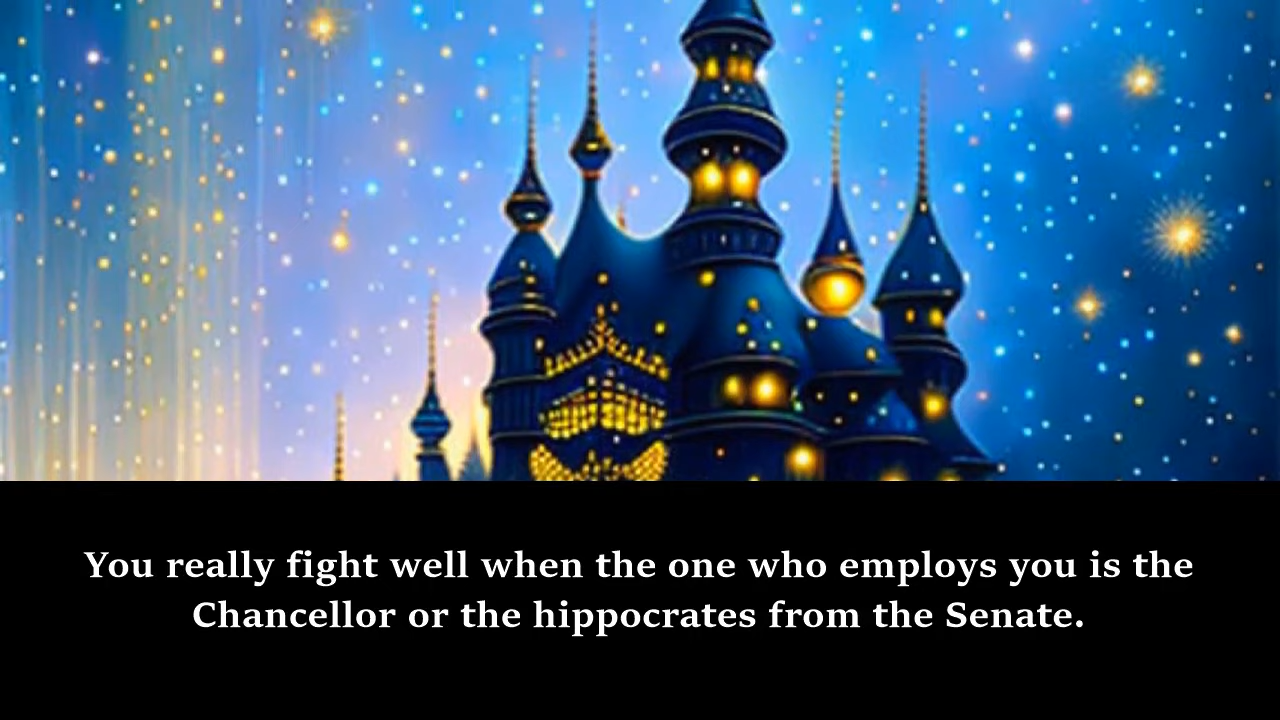 You really fight well when the one who employs you is the
Chancellor or the hippocrates from the Senate.